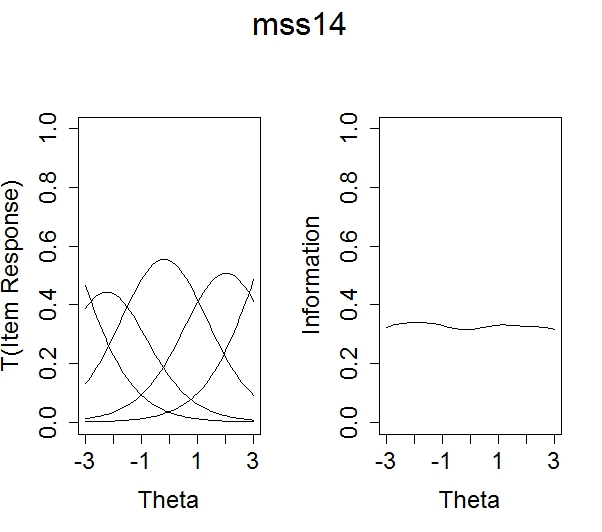 mss14
T(Item Response)
1.0
0.8
0.6
0.4
0.2
0.0
-3 -1 1 3
Theta
Information
1.0
0.8
0.6
0.4
0.2
0.0
-3 -1 1 3
Theta